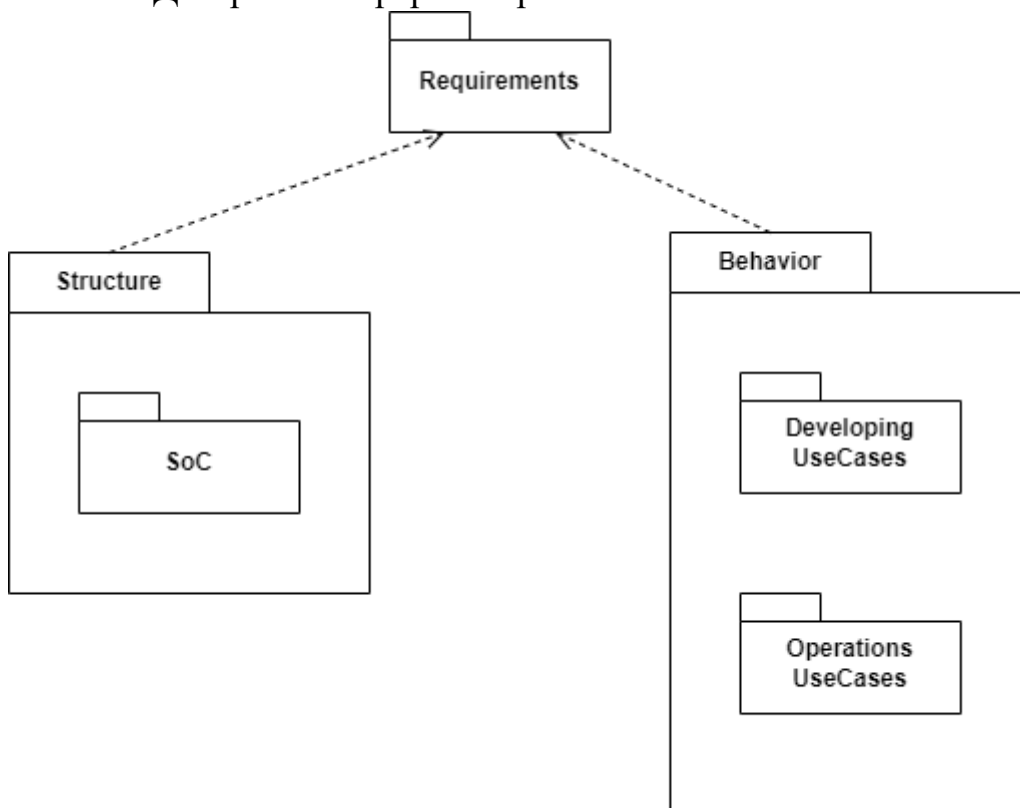 Requirements
Structure
Behavior
SoC
Developing
UseCases
Operations
UseCases